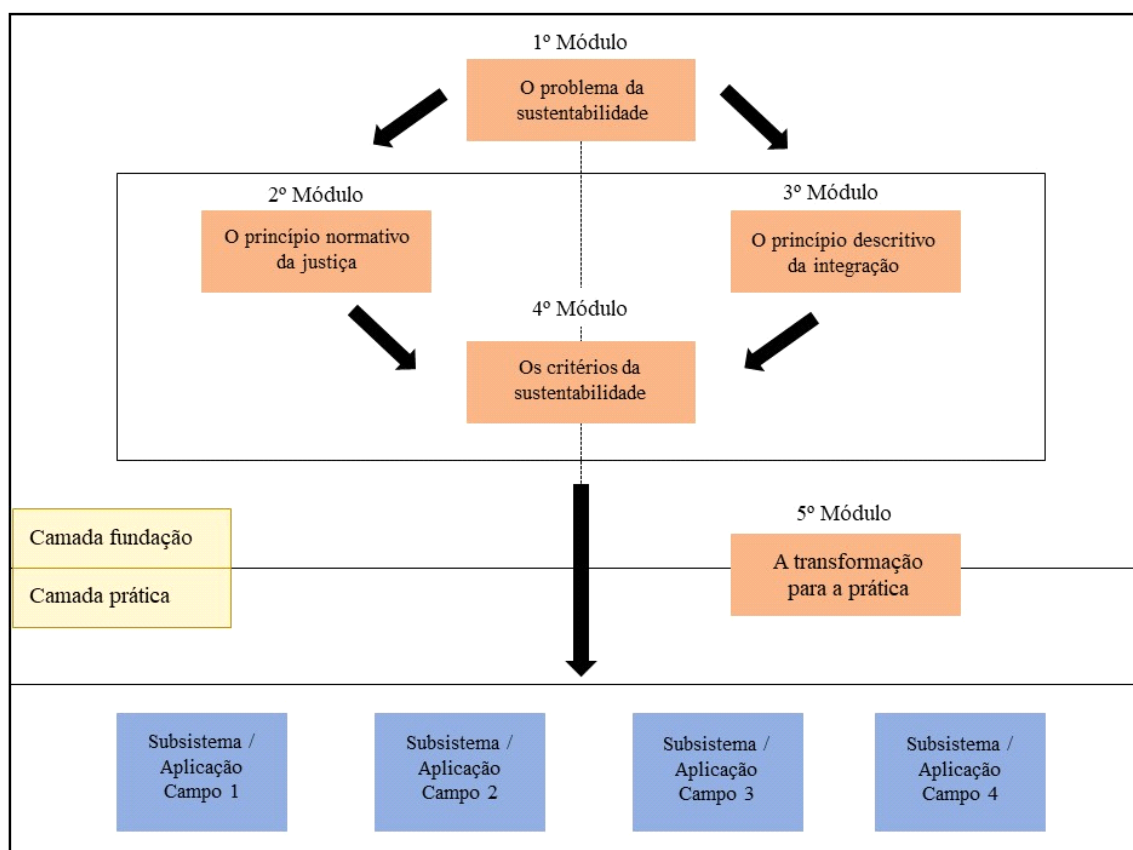 1º Módulo
O problema da
sustentabilidade
2º Módulo
O princípio normativo
da justiça
3º Módulo
O princípio descritivo
da integração
4º Módulo
Os critérios da
sustentabilidade
Camada fundação
Camada prática
5º Módulo
A transformação
para a prática
Subsistema /
Aplicação
Campo 1
Subsistema /
Aplicação
Campo 2
Subsistema /
Aplicação
Campo 3
Subsistema /
Aplicação
Campo 4